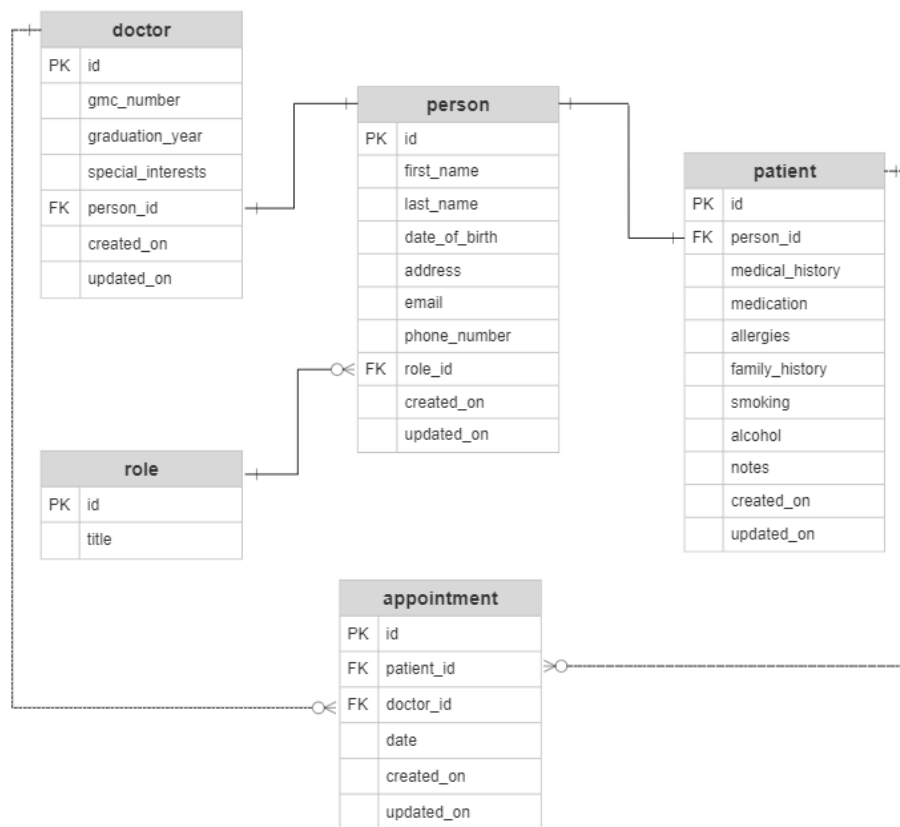 doctor
PK id
gmc_number
graduation_year
special_interests
FK person_id
created_on
updated_on
person
PK id
first_name
last_name
date_of_birth
address
email
phone_number
FK role_id
created_on
updated_on
patient
PK id
FK person_id
medical_history
medication
allergies
family_history
smoking
alcohol
notes
created_on
updated_on
role
PK id
title
appointment
PK id
FK patient_id
FK doctor_id
date
created_on
updated_on